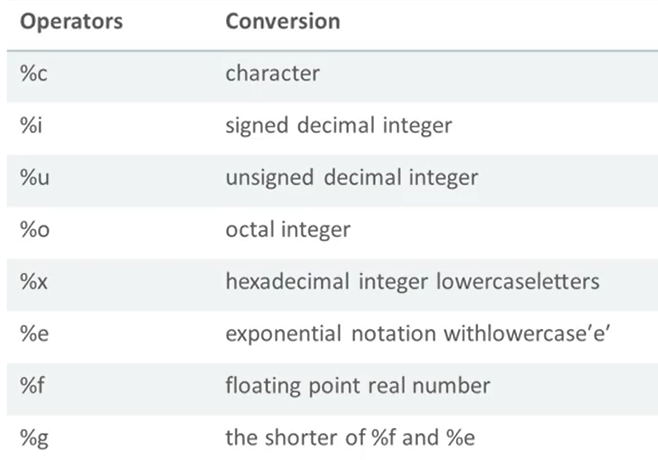 Operators Conversion
%c character
%i signed decimal integer
%u unsigned decimal integer
%o octal integer
%x hexadecimal integer lowercaseletters
%e exponential notation withlowercase'e'
%f floating point real number
%g the shorter of %f and %e